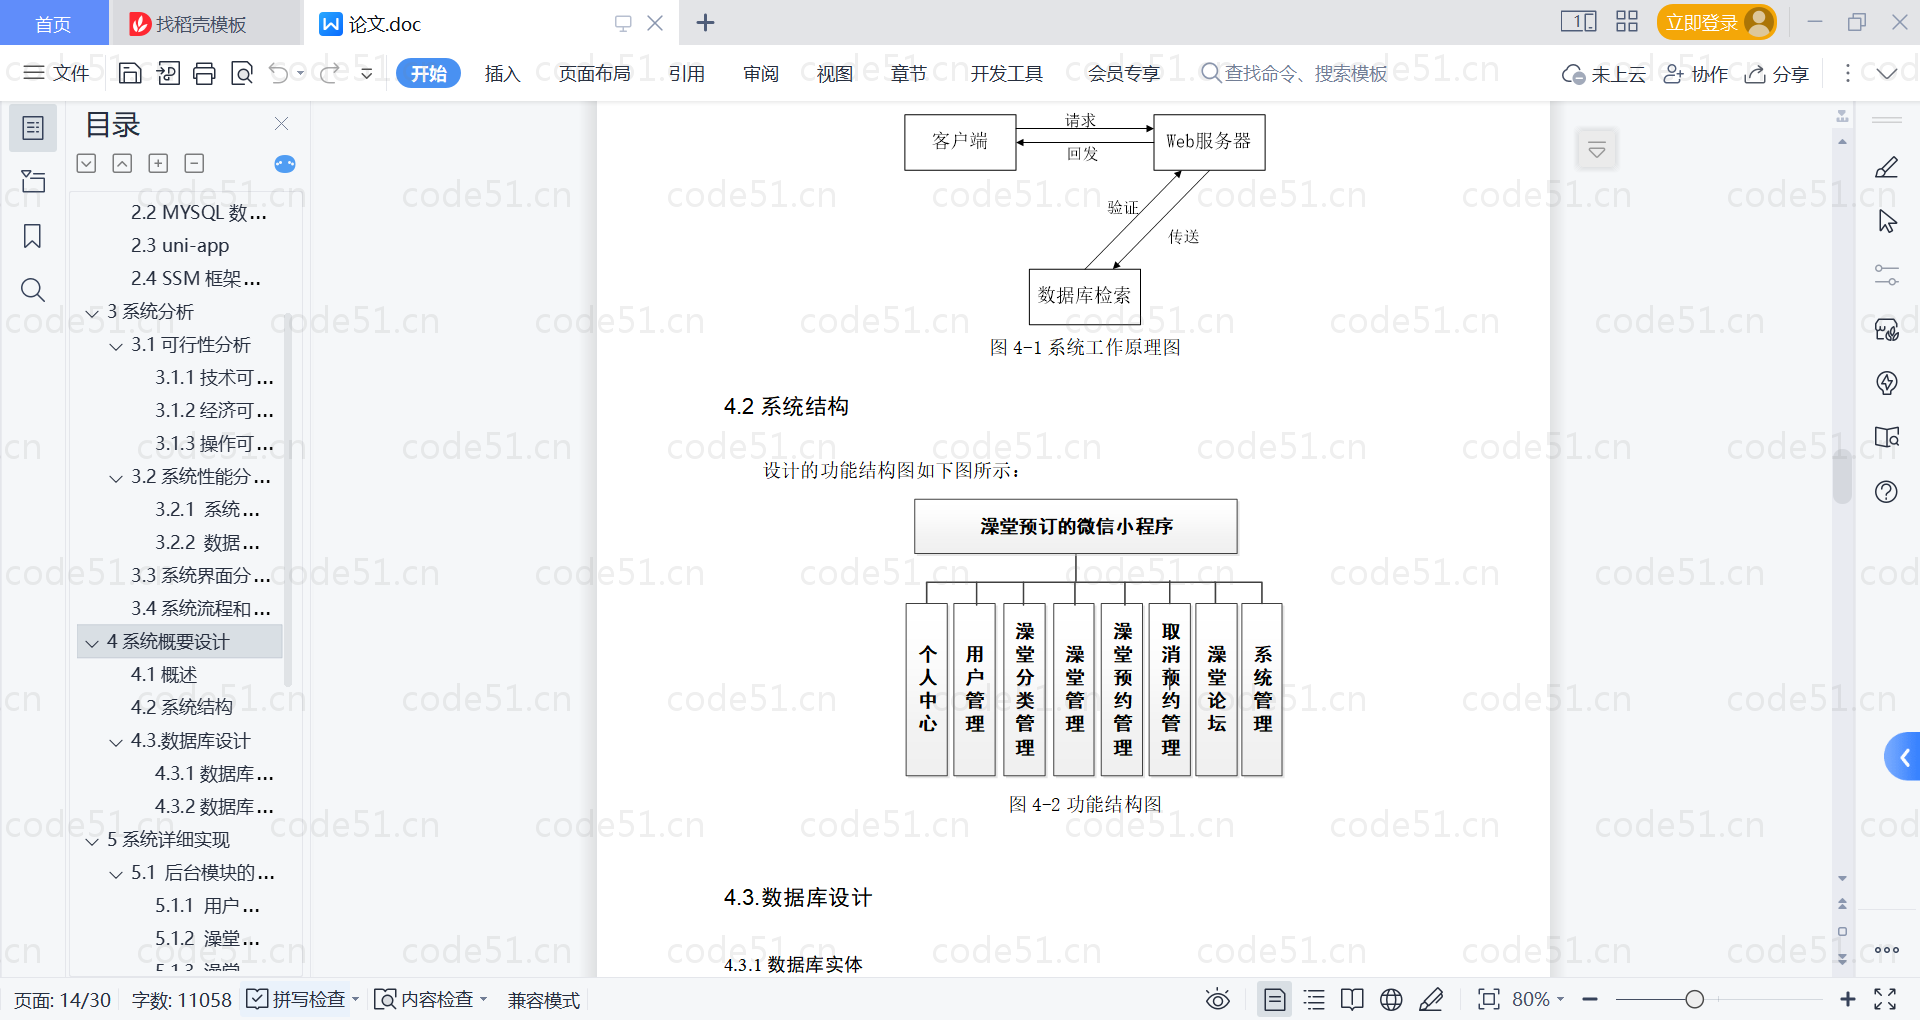 首页
找稻壳模板
论文.doc
立即登录
文件
开始
插入
页面布局
引用
审阅
视图
章节
开发工具
会员专享
查找命令、搜索模板
未上云
协作
分享
目录
2.2 MYSQL 数...
2.3 uni-app
2.4 SSM 框架...
3 系统分析
3.1 可行性分析
3.1.1 技术可...
3.1.2 经济可...
3.1.3 操作可...
3.2 系统性能分...
3.2.1 系统...
3.2.2 数据...
3.3 系统界面分...
3.4 系统流程和...
4 系统概要设计
4.1 概述
4.2 系统结构
4.3.数据库设计
4.3.1 数据库...
4.3.2 数据库...
5 系统详细实现
5.1 后台模块的...
5.1.1 用户...
5.1.2 澡堂...
5.1.3 澡堂
客户端
请求
回发
Web服务器
验证
传送
数据库检索
图 4-1 系统工作原理图
4.2 系统结构
设计的功能结构图如下图所示：
澡堂预订的微信小程序
个人中心
用户管理
澡堂分类管理
澡堂管理
澡堂预约管理
取消预约管理
澡堂论坛
系统管理
图 4-2 功能结构图
4.3.数据库设计
4.3.1 数据库实体
页面: 14/30
字数: 11058
拼写检查
内容检查
兼容模式
80%
code51.cn